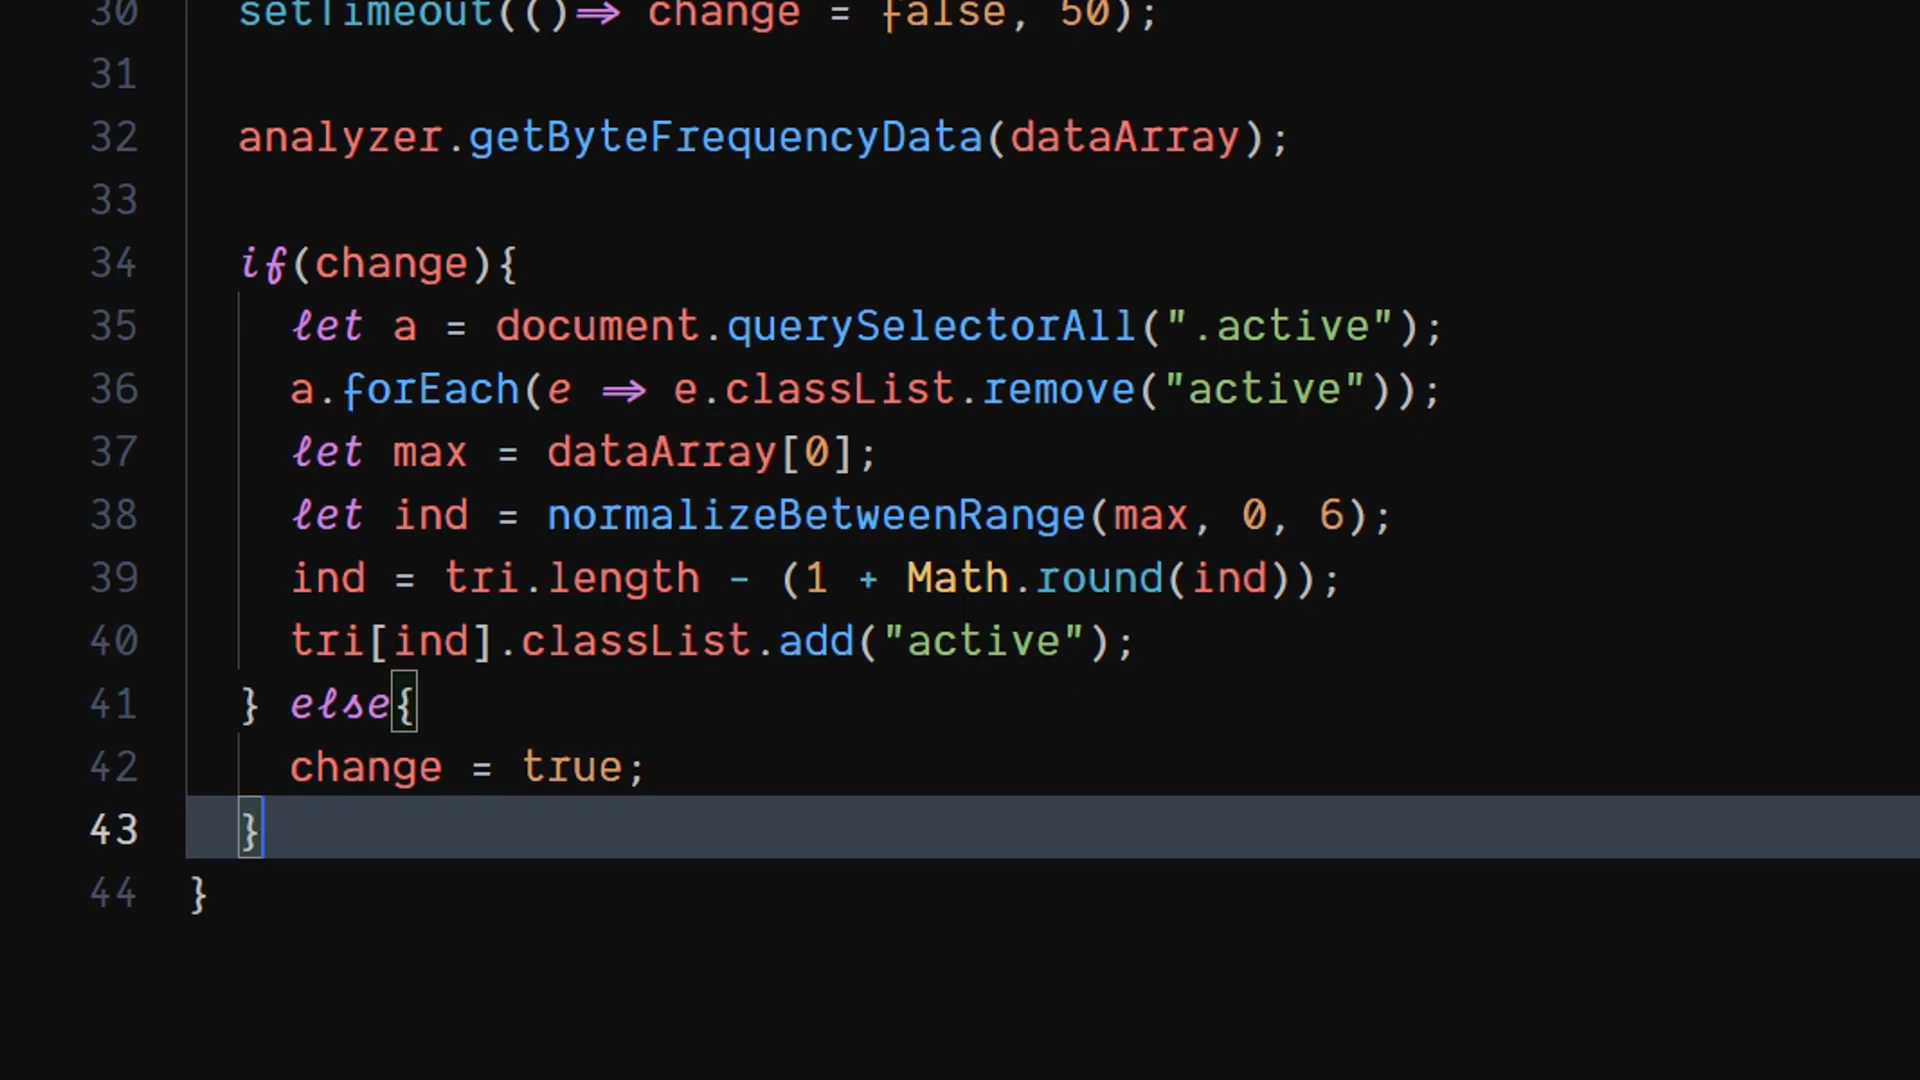 30 setTimeout(()=> change = false, 50);
31
32 analyzer.getByteFrequencyData(dataArray);
33
34 if(change){
35 let a = document.querySelectorAll(".active");
36 a.forEach(e => e.classList.remove("active"));
37 let max = dataArray[0];
38 let ind = normalizeBetweenRange(max, 0, 6);
39 ind = tri.length - (1 + Math.round(ind));
40 tri[ind].classList.add("active");
41 } else{
42 change = true;
43 }
44 }